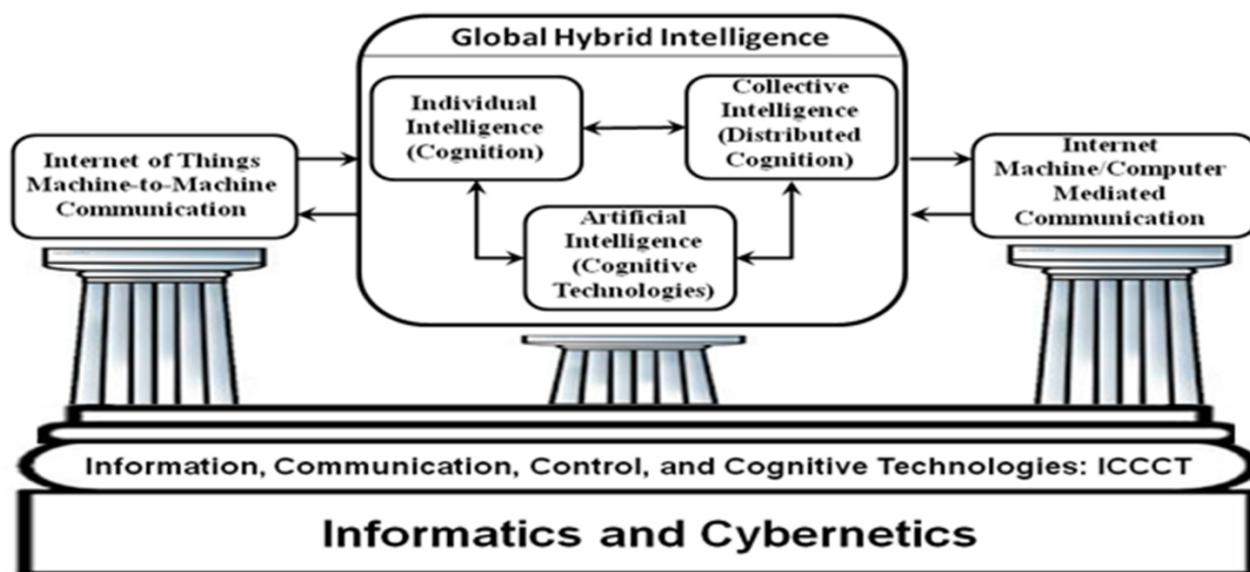 Global Hybrid Intelligence
Individual
Intelligence
(Cognition)
Collective
Intelligence
(Distributed
Cognition)
Internet of Things
Machine-to-Machine
Communication
Internet
Machine/Computer
Mediated
Communication
Artificial
Intelligence
(Cognitive
Technologies)
Information, Communication, Control, and Cognitive Technologies: ICCCT
Informatics and Cybernetics